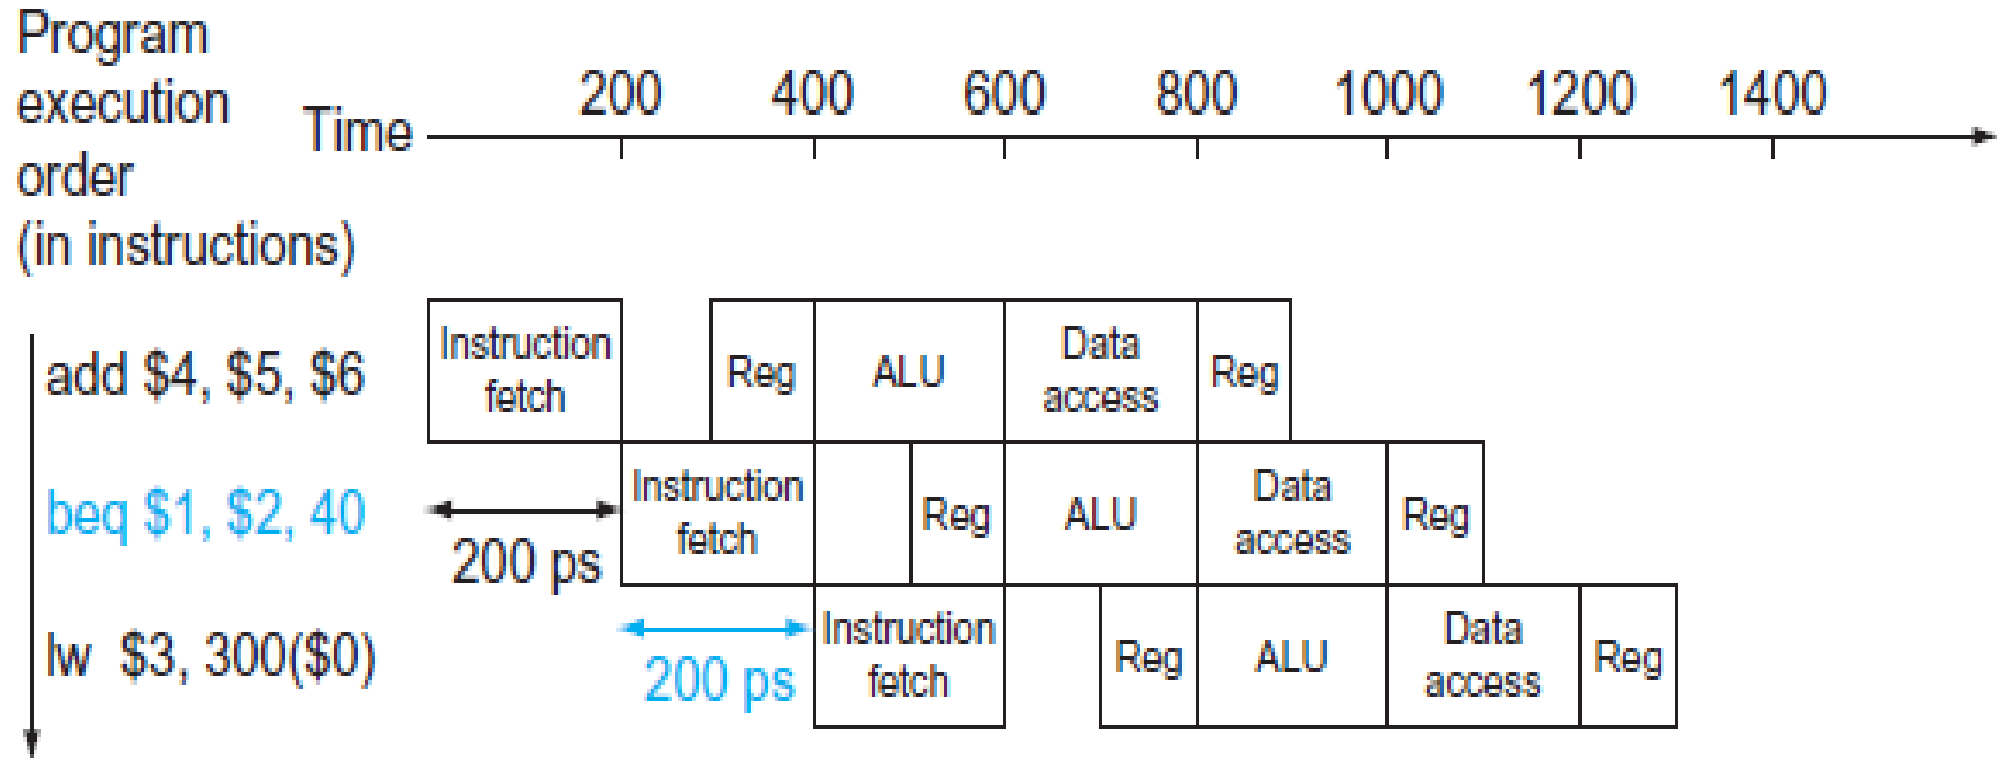 Program
execution
order
(in instructions)
Time
200 400 600 800 1000 1200 1400
add $4, $5, $6
Instruction
fetch
Reg
ALU
Data
access
Reg
beq $1, $2, 40
200 ps
Instruction
fetch
Reg
ALU
Data
access
Reg
lw $3, 300($0)
200 ps
Instruction
fetch
Reg
ALU
Data
access
Reg